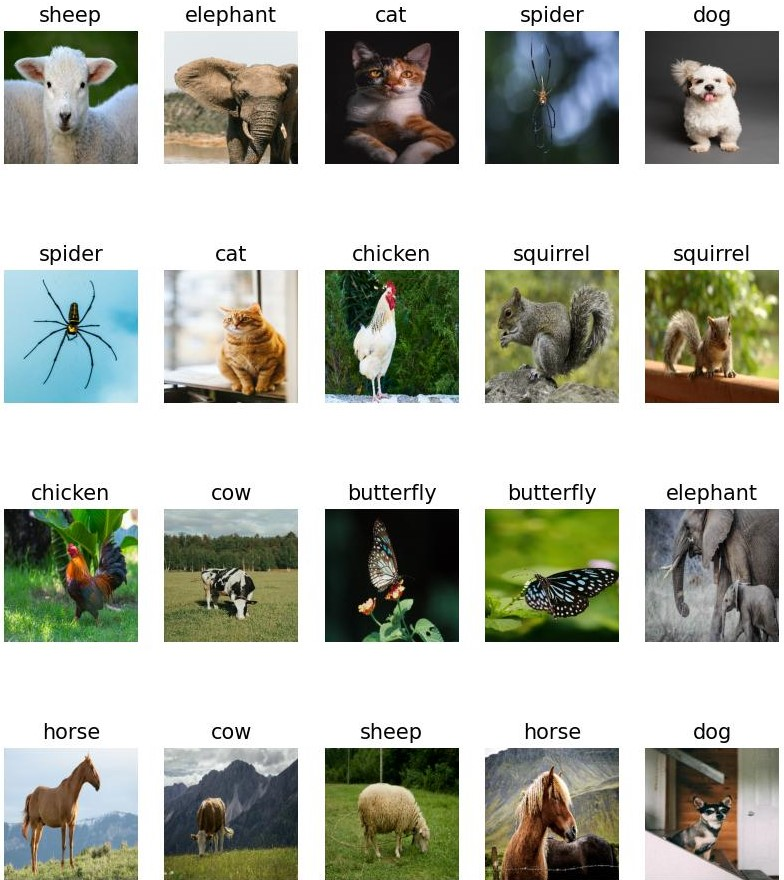 sheep elephant cat spider dog
spider cat chicken squirrel squirrel
chicken cow butterfly butterfly elephant
horse cow sheep horse dog